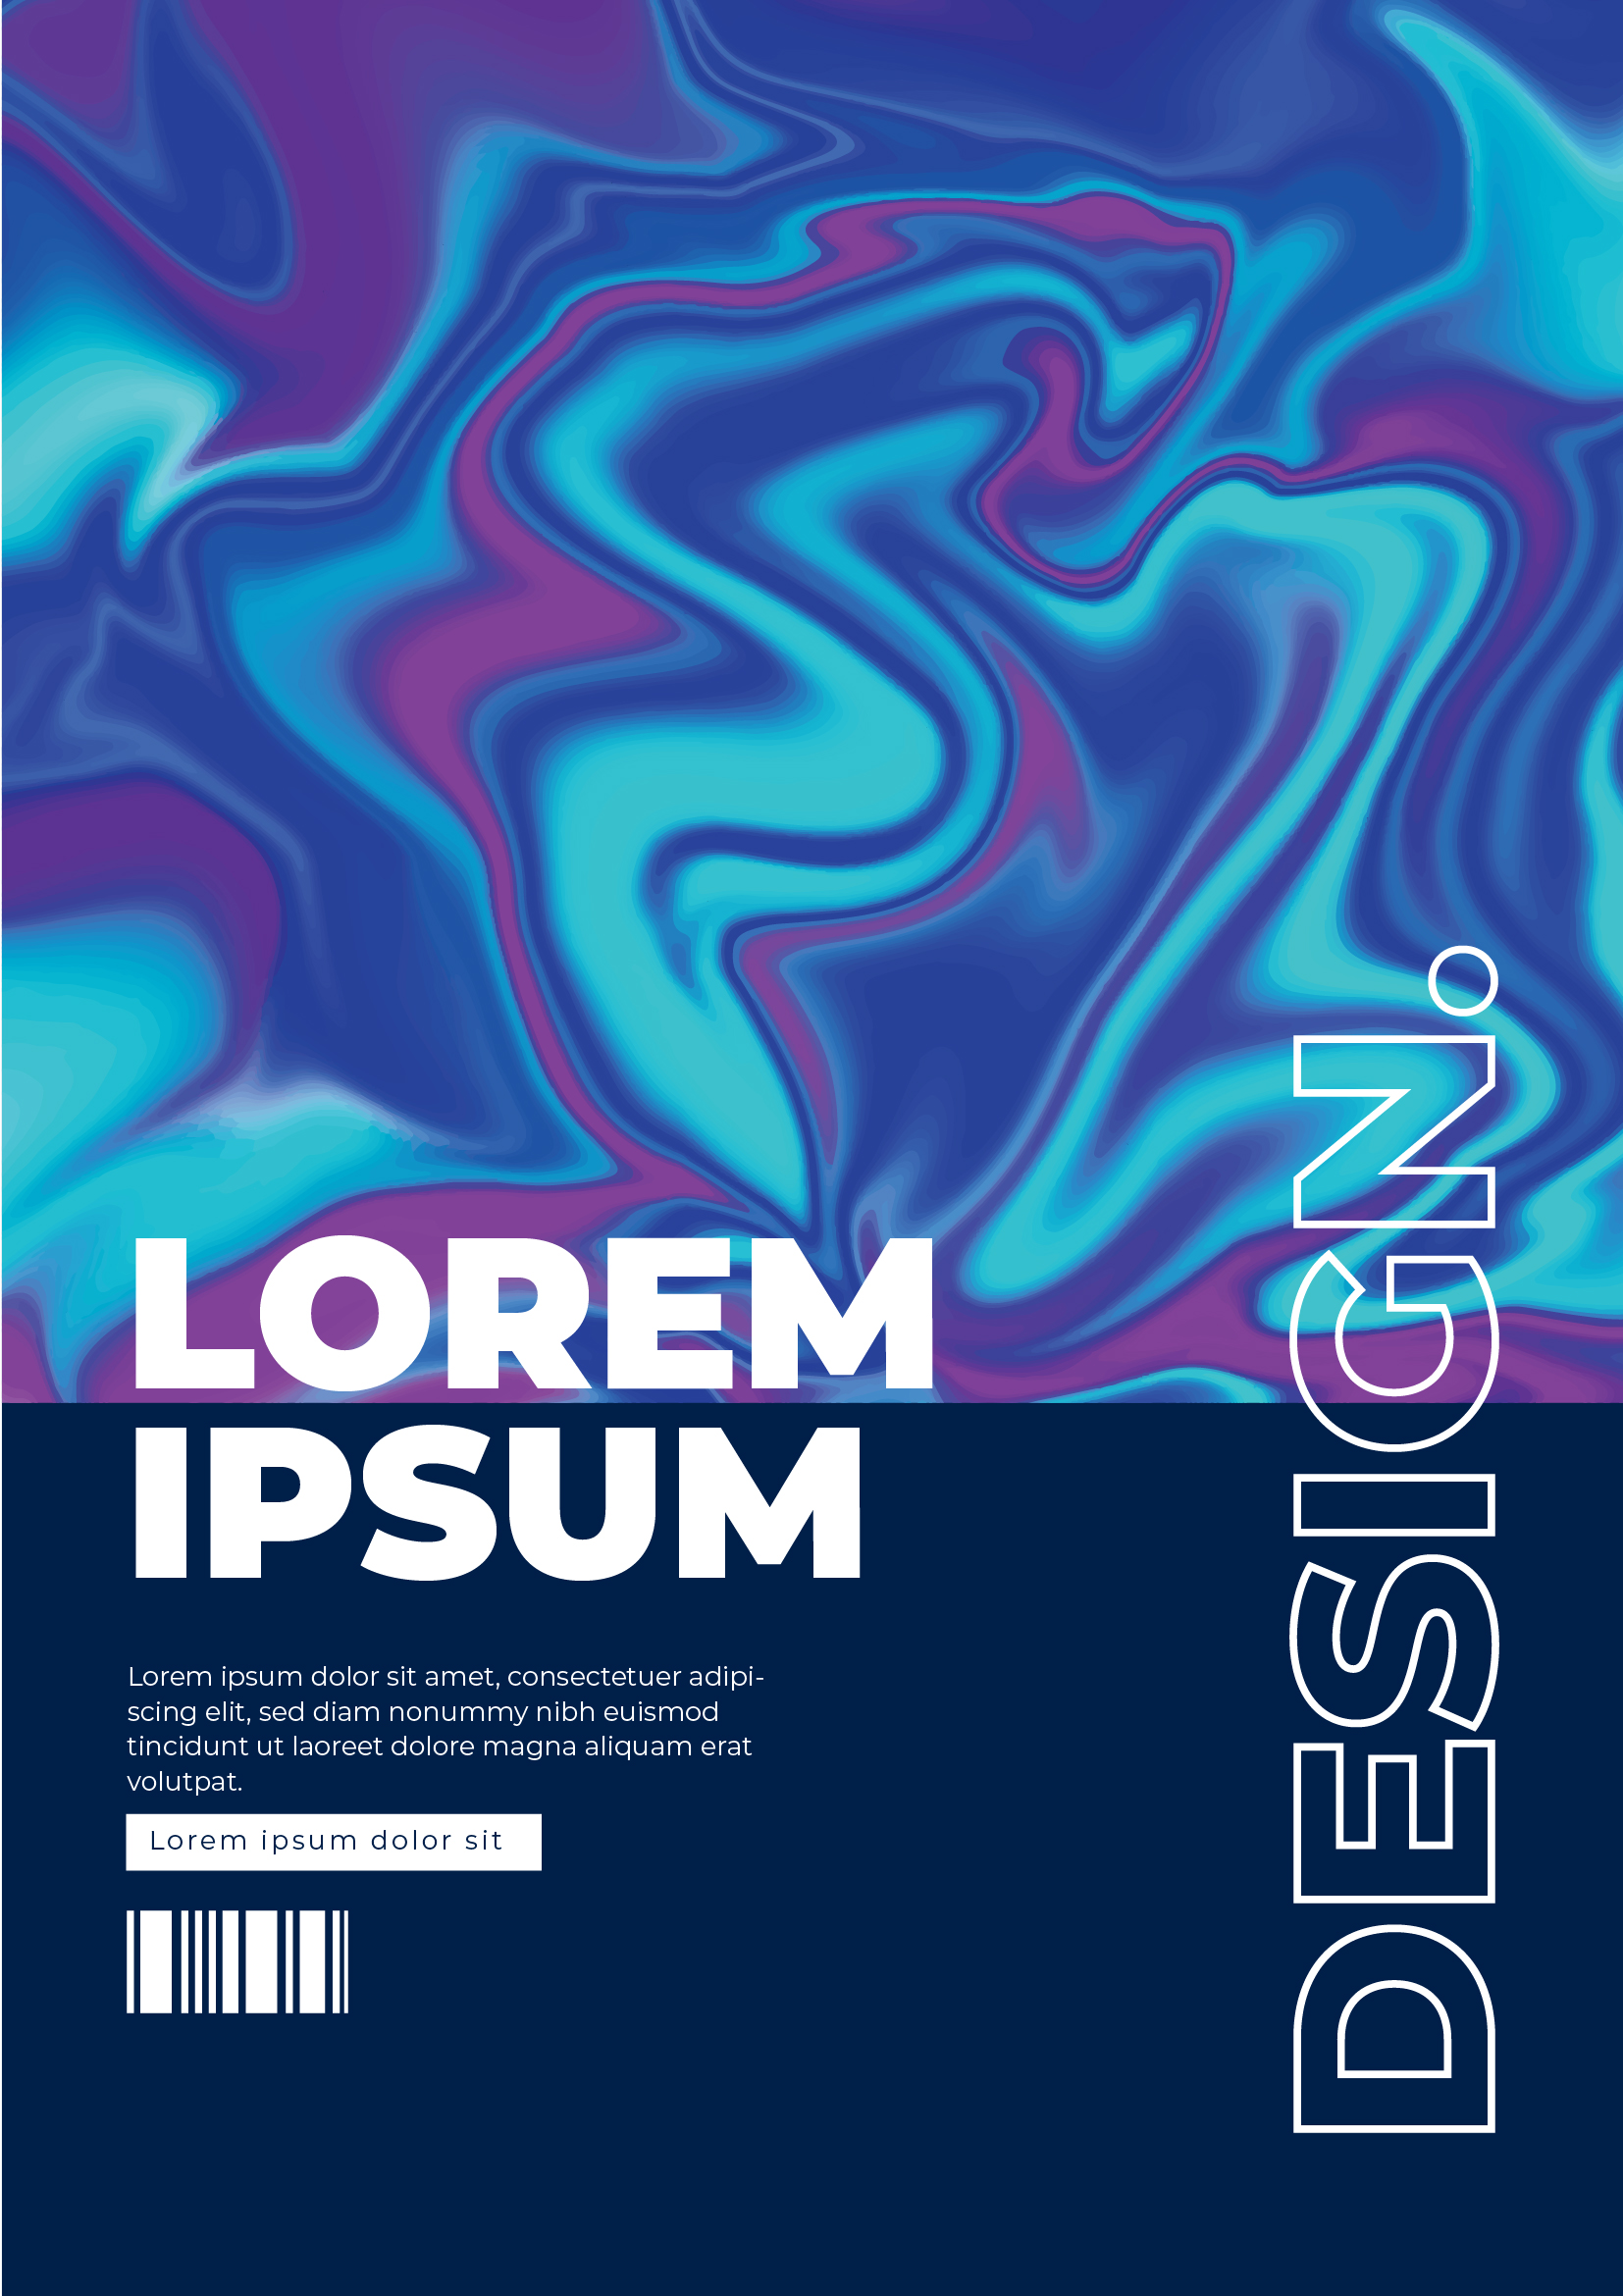 LOREM
IPSUM
Lorem ipsum dolor sit amet, consectetuer adipi-
scing elit, sed diam nonummy nibh euismod
tincidunt ut laoreet dolore magna aliquam erat
volutpat.
Lorem ipsum dolor sit
DESIGN.